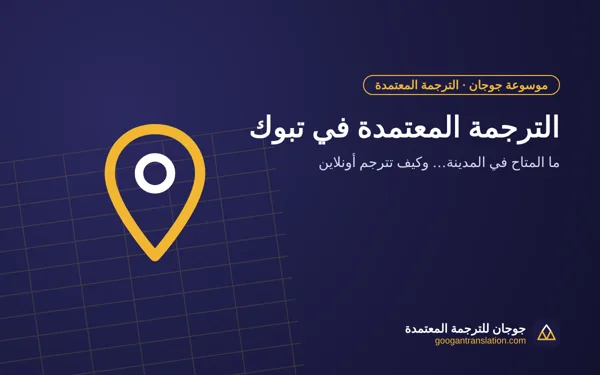 موسوعة جوجان · الترجمة المعتمدة
الترجمة المعتمدة في تبوك
ما المتاح في المدينة... وكيف تترجم أونلاين
جوجان للترجمة المعتمدة
googantranslation.com